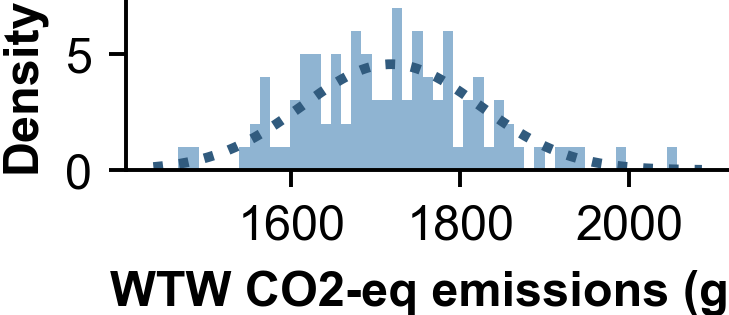 Density
5
0
1600 1800 2000
WTW CO2-eq emissions (g